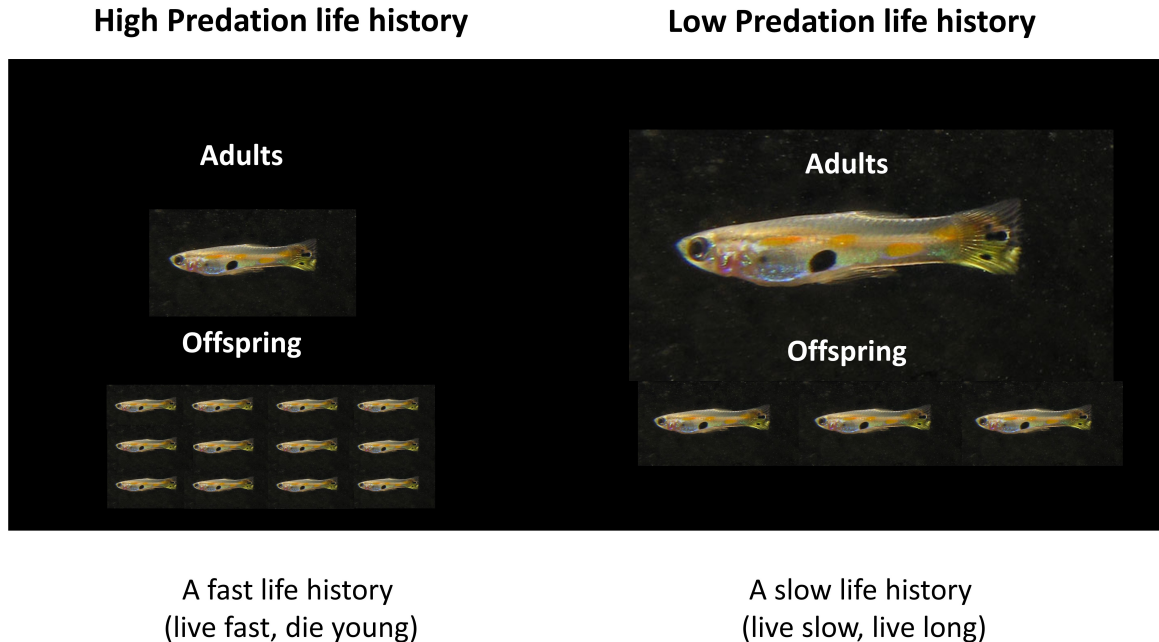 High Predation life history
Low Predation life history
Adults
Offspring
Adults
Offspring
A fast life history
(live fast, die young)
A slow life history
(live slow, live long)